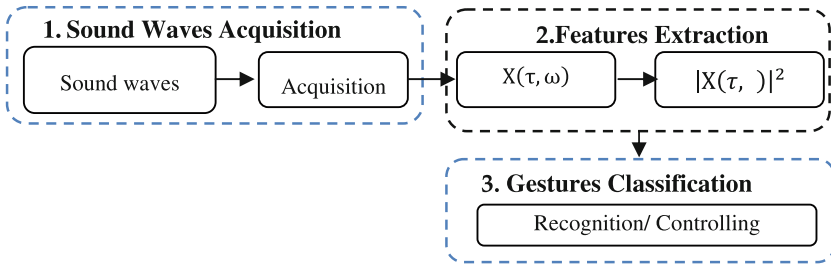 1. Sound Waves Acquisition
Sound waves
Acquisition
2.Features Extraction
X(τ,ω)
|X(τ, )|²
3. Gestures Classification
Recognition/ Controlling